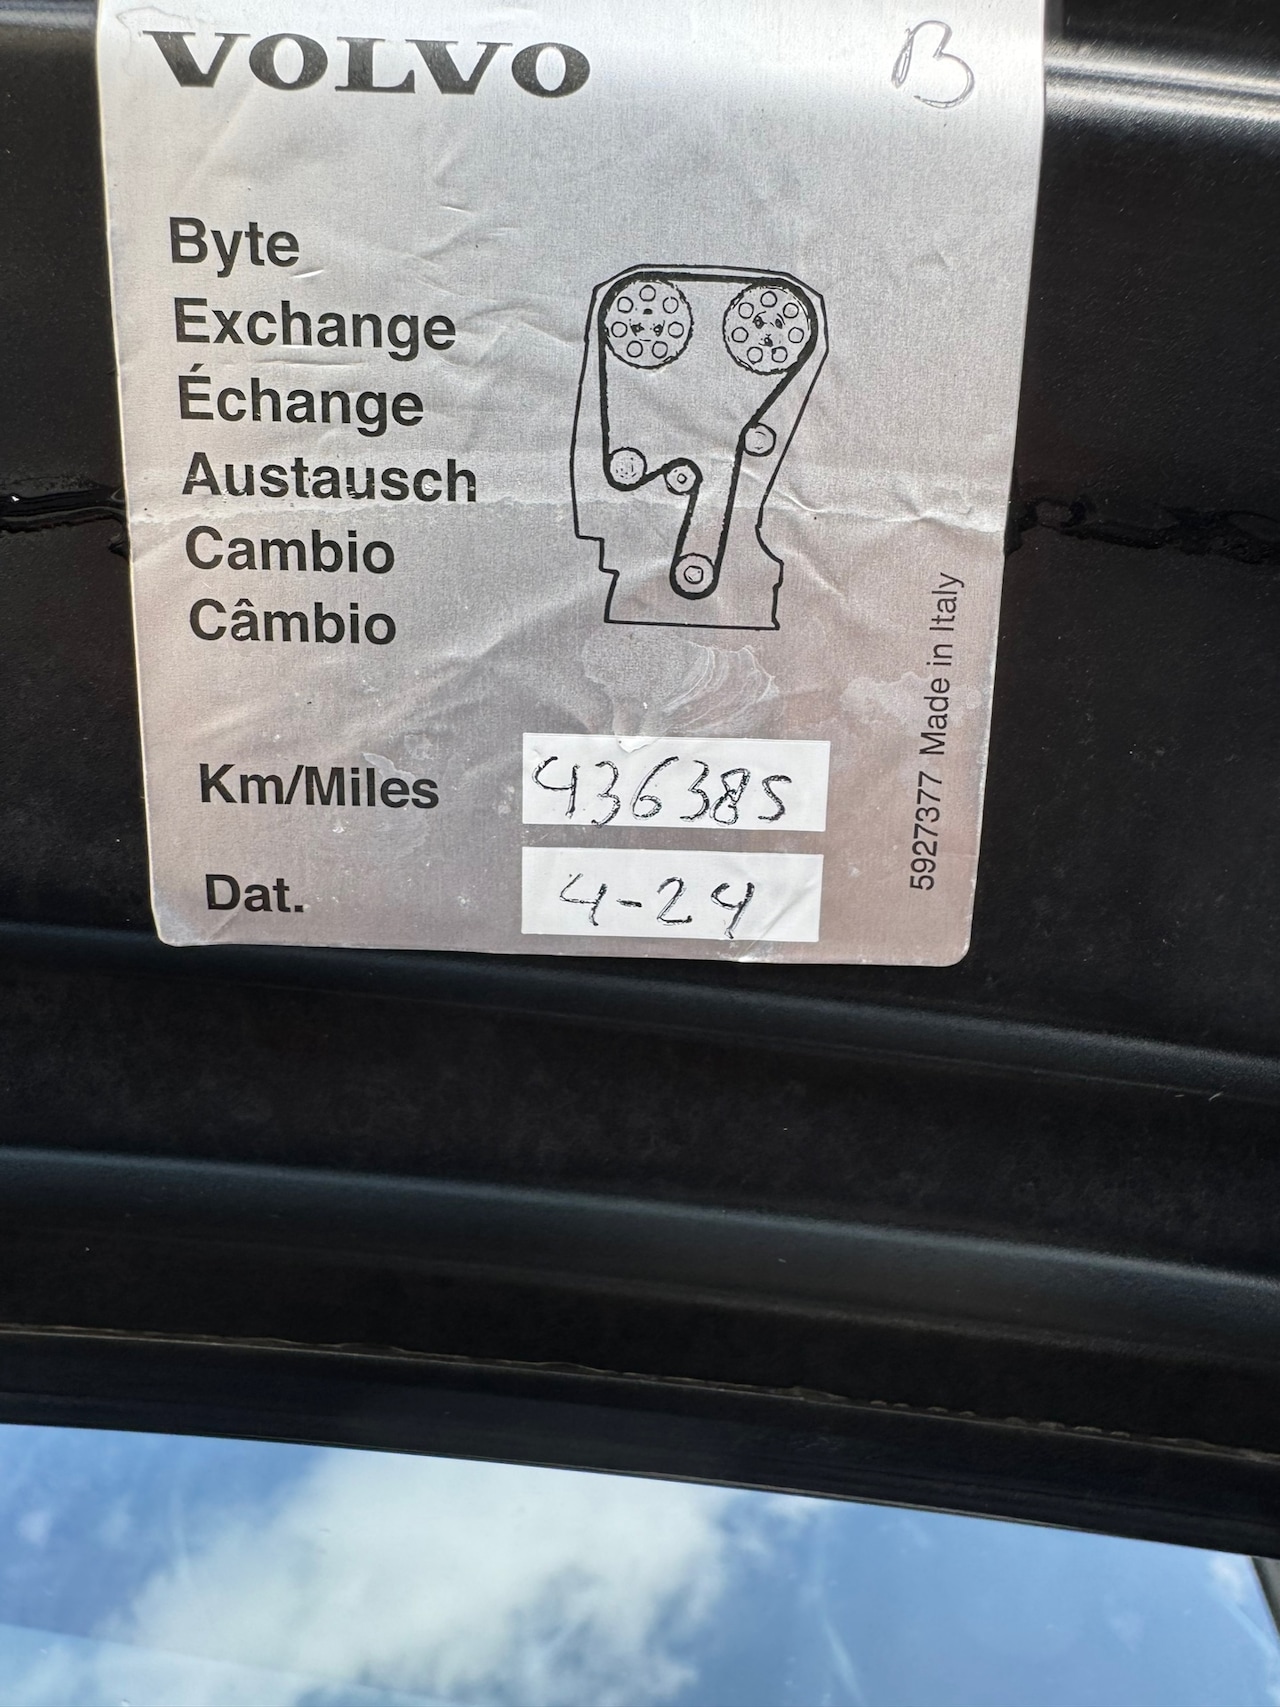 VOLVO B
Byte
Exchange
Échange
Austausch
Cambio
Câmbio
Km/Miles 436385
Dat. 4-24
5927377 Made in Italy